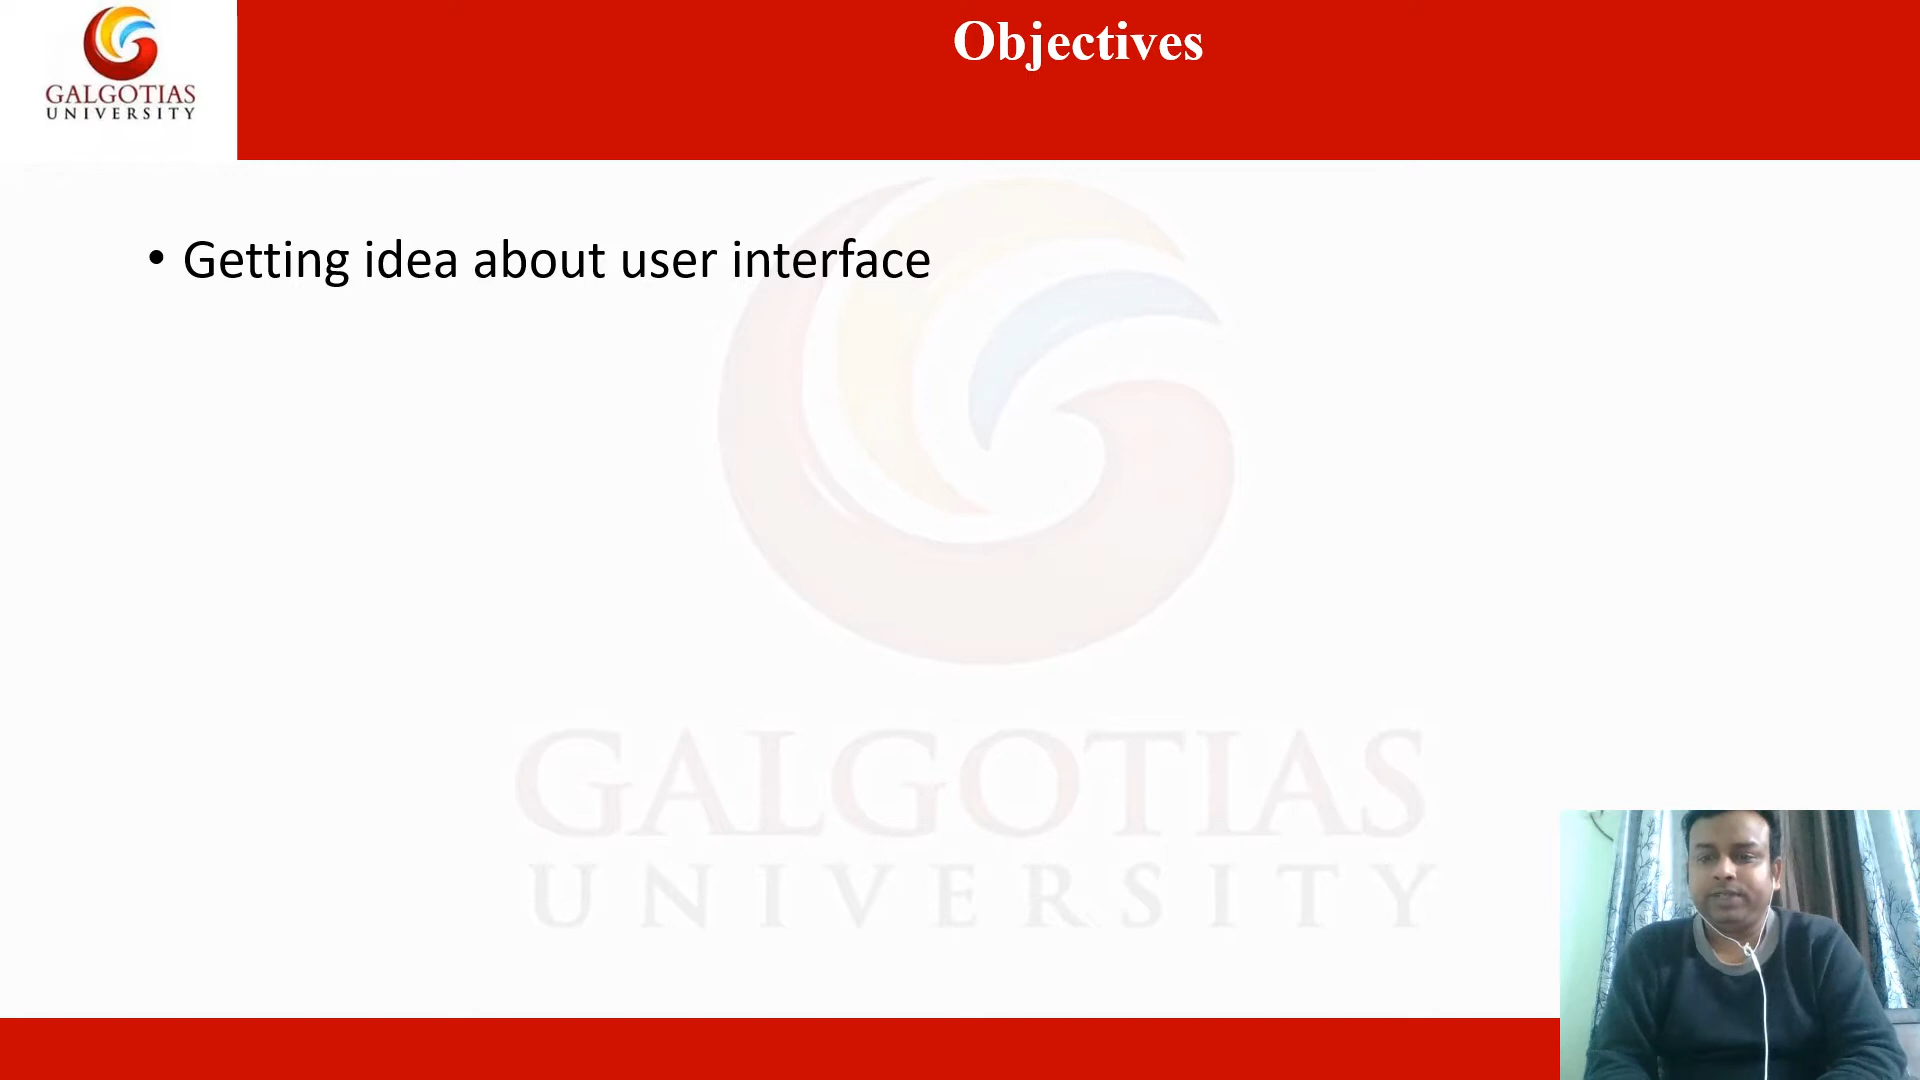 GALGOTIAS
UNIVERSITY
Objectives
• Getting idea about user interface
GALGOTIAS
UNIVERSITY